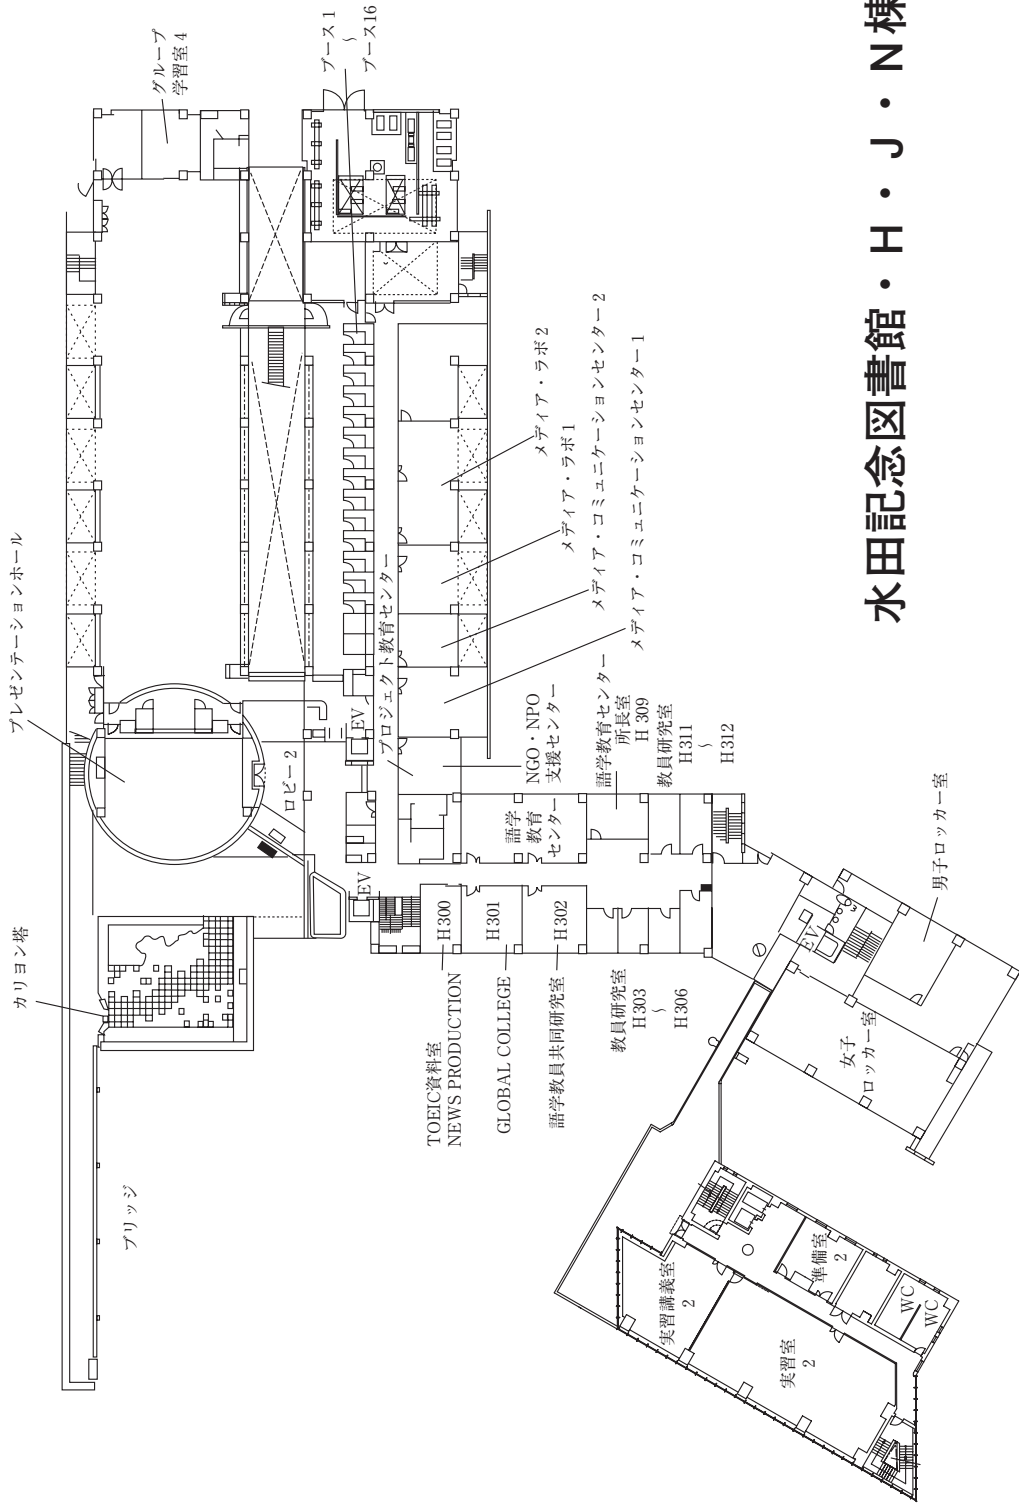 水田記念図書館・H・J・N棟
グループ
学習室4
ブース1
～
ブース16
プレゼンテーションホール
メディア・ラボ2
メディア・ラボ1
メディア・コミュニケーションセンター2
メディア・コミュニケーションセンター1
プロジェクト教育センター
EV
ロビー2
NGO・NPO
支援センター
語学教育センター
所長室
H 309
教員研究室
H311
～
H312
語学
教育
センター
カリヨン塔
EV
H300
H301
H302
TOEIC資料室
NEWS PRODUCTION
GLOBAL COLLEGE
語学教員共同研究室
教員研究室
H303
～
H306
男子ロッカー室
EV
女子
ロッカー室
ブリッジ
実習講義室
2
準備室
2
実習室
2
WC
WC